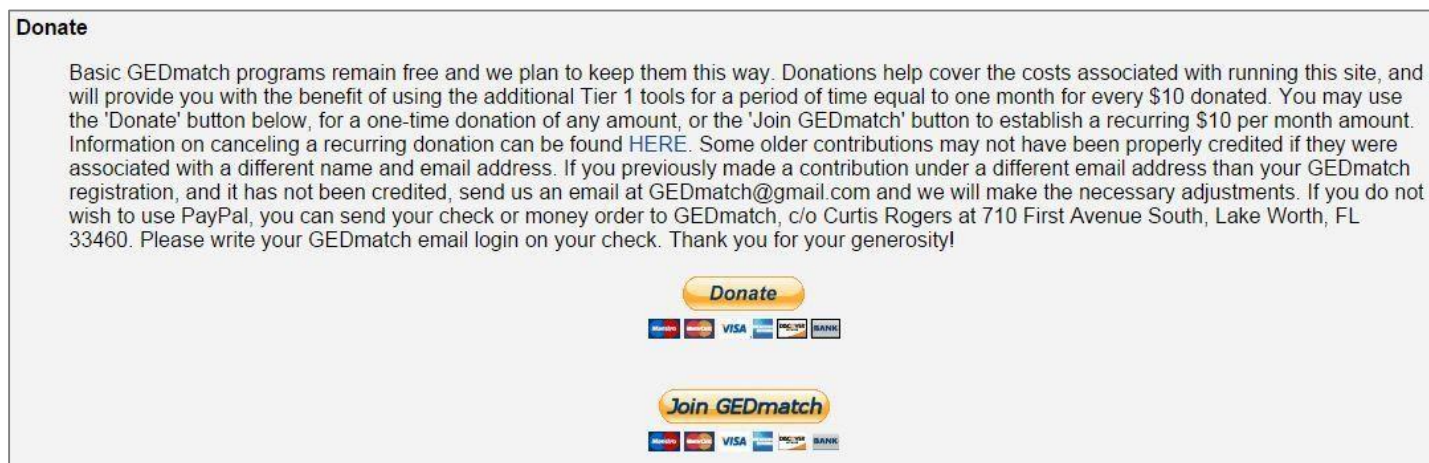 Donate
Basic GEDmatch programs remain free and we plan to keep them this way. Donations help cover the costs associated with running this site, and
will provide you with the benefit of using the additional Tier 1 tools for a period of time equal to one month for every $10 donated. You may use
the 'Donate' button below, for a one-time donation of any amount, or the 'Join GEDmatch' button to establish a recurring $10 per month amount.
Information on canceling a recurring donation can be found HERE. Some older contributions may not have been properly credited if they were
associated with a different name and email address. If you previously made a contribution under a different email address than your GEDmatch
registration, and it has not been credited, send us an email at GEDmatch@gmail.com and we will make the necessary adjustments. If you do not
wish to use PayPal, you can send your check or money order to GEDmatch, c/o Curtis Rogers at 710 First Avenue South, Lake Worth, FL
33460. Please write your GEDmatch email login on your check. Thank you for your generosity!
Donate
Maestro MasterCard VISA DISCOVER BANK
Join GEDmatch
Maestro MasterCard VISA DISCOVER BANK